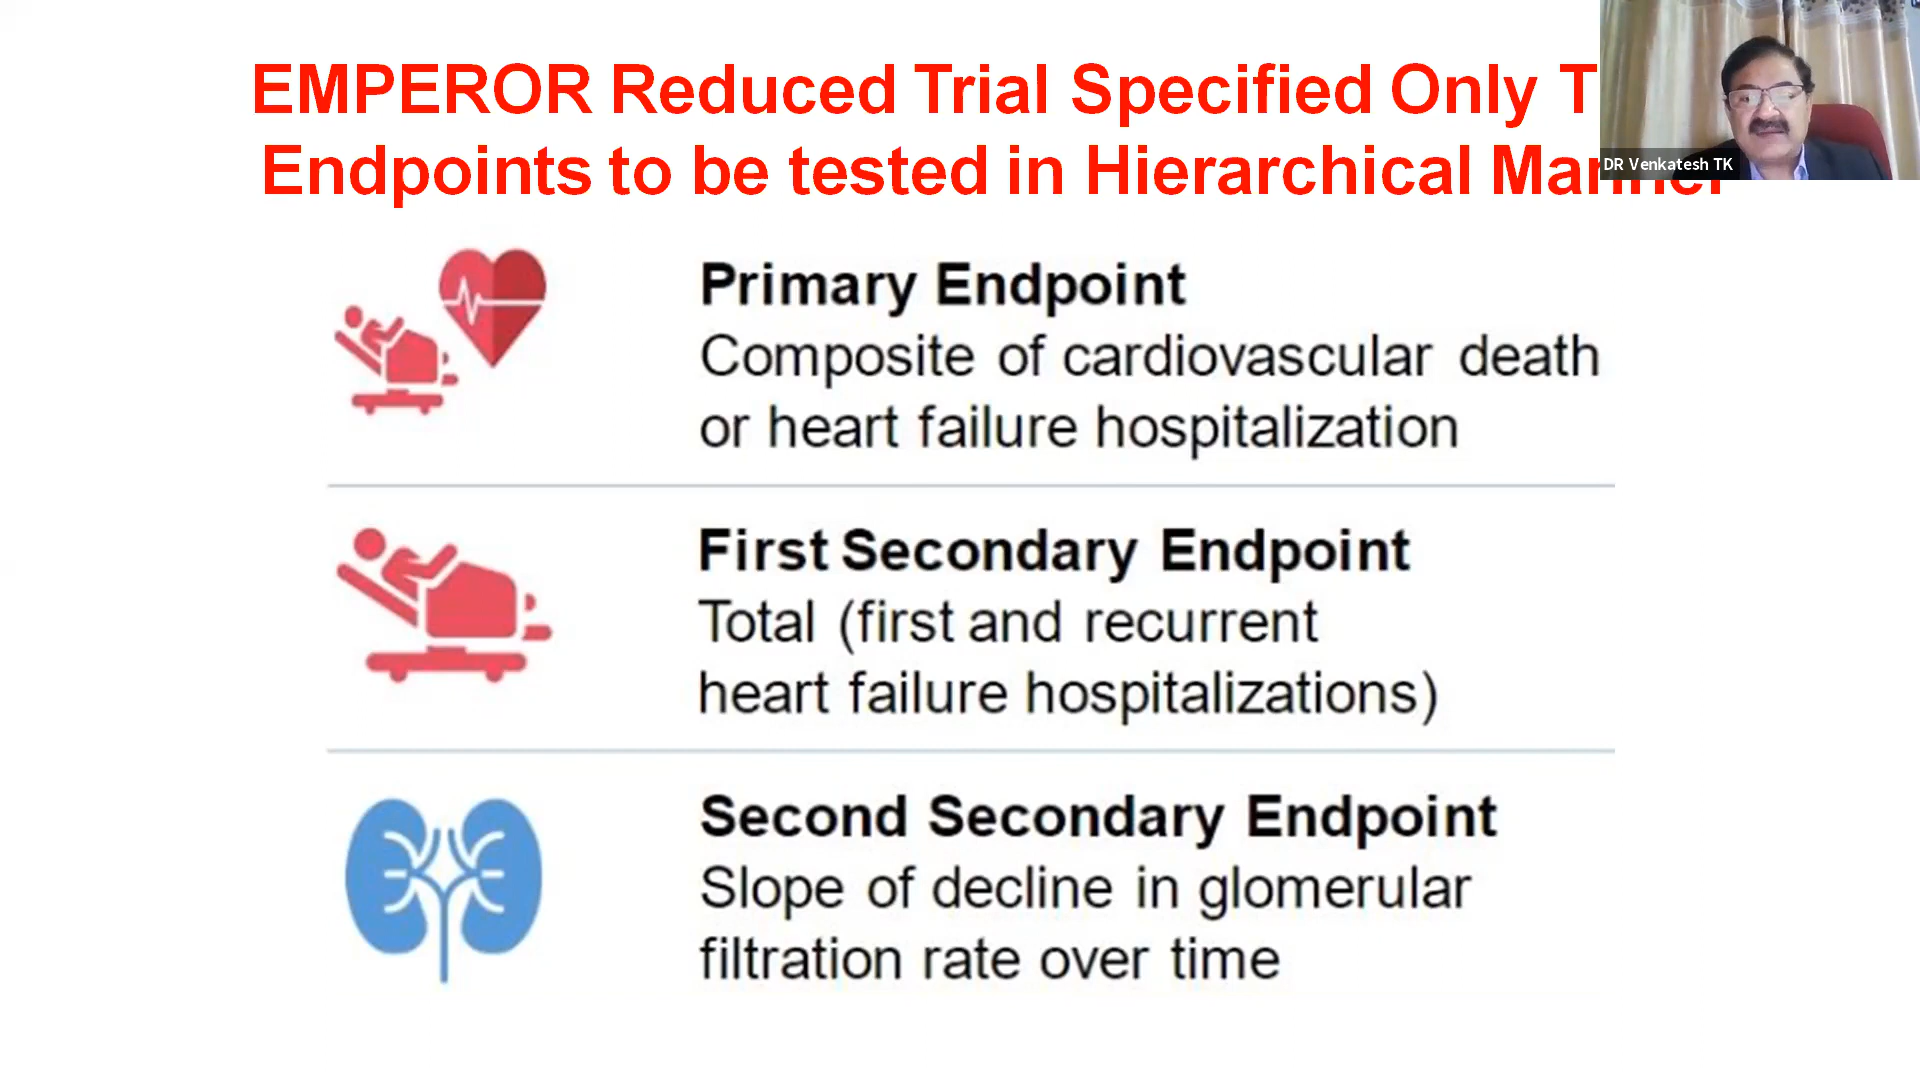 EMPEROR Reduced Trial Specified Only T
Endpoints to be tested in Hierarchical Manner
DR Venkatesh TK
Primary Endpoint
Composite of cardiovascular death
or heart failure hospitalization
First Secondary Endpoint
Total (first and recurrent
heart failure hospitalizations)
Second Secondary Endpoint
Slope of decline in glomerular
filtration rate over time